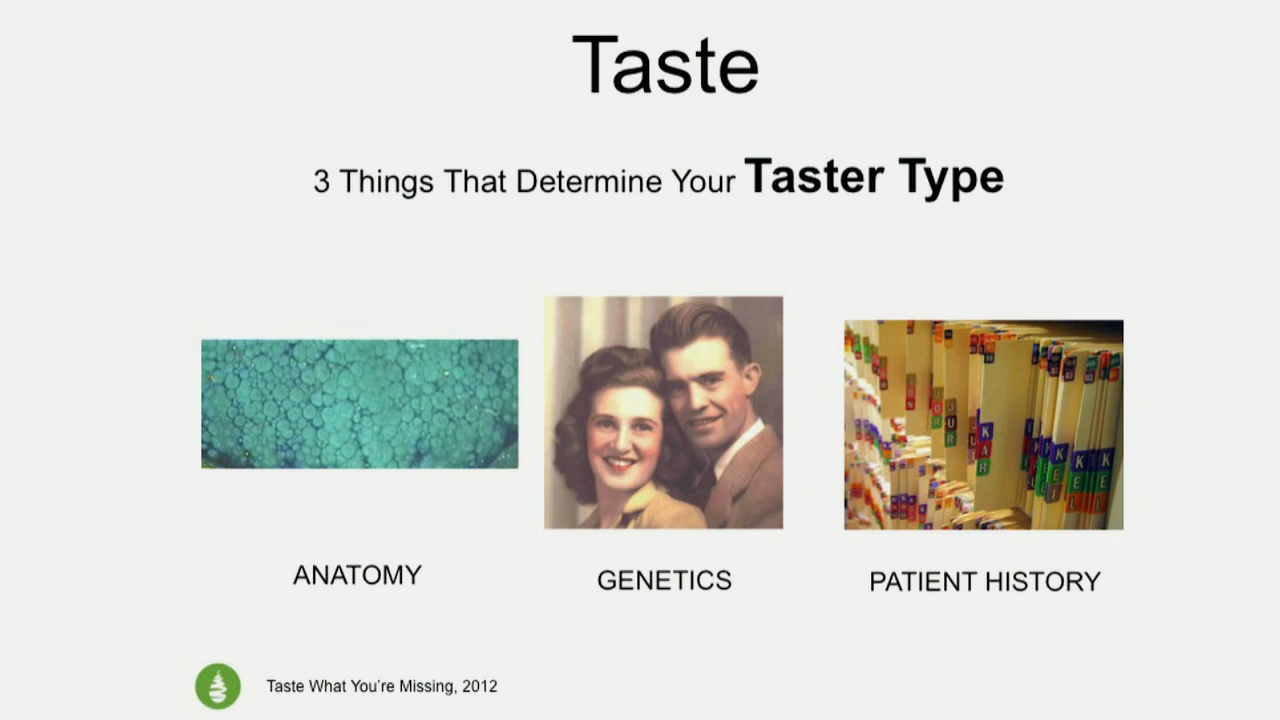 Taste
3 Things That Determine Your Taster Type
ANATOMY
GENETICS
PATIENT HISTORY
Taste What You're Missing, 2012